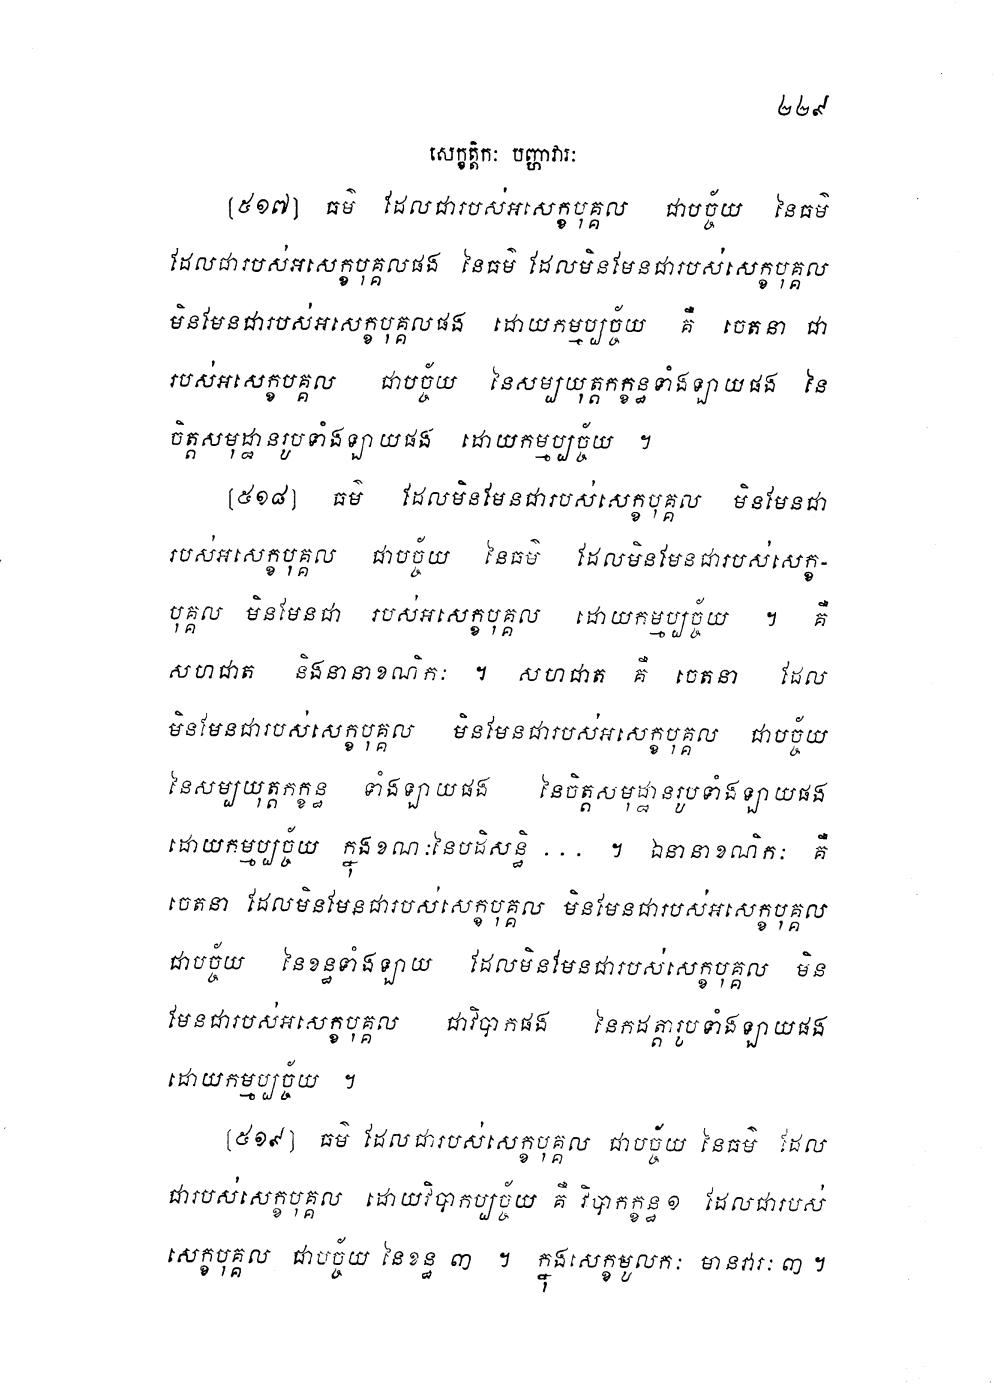 ២២៩
សេក្ខត្តិកៈ បញ្ហាវារៈ
[៥១៧] ធម៌ ដែលជារបស់អសេក្ខបុគ្គល ជាបច្ច័យ នៃធម៌
ដែលជារបស់អសេក្ខបុគ្គលផង នៃធម៌ ដែលមិនមែនជារបស់សេក្ខបុគ្គល
មិនមែនជារបស់អសេក្ខបុគ្គលផង ដោយកម្មប្បច្ច័យ គឺ ចេតនា ជា
របស់អសេក្ខបុគ្គល ជាបច្ច័យ នៃសម្បយុត្តកក្ខន្ធទាំងឡាយផង នៃ
ចិត្តសមុដ្ឋានរូបទាំងឡាយផង ដោយកម្មប្បច្ច័យ ។
[៥១៨] ធម៌ ដែលមិនមែនជារបស់សេក្ខបុគ្គល មិនមែនជា
របស់អសេក្ខបុគ្គល ជាបច្ច័យ នៃធម៌ ដែលមិនមែនជារបស់សេក្ខ-
បុគ្គល មិនមែនជា របស់អសេក្ខបុគ្គល ដោយកម្មប្បច្ច័យ ។ គឺ
សហជាត និងនានាខណិកៈ ។ សហជាត គឺ ចេតនា ដែល
មិនមែនជារបស់សេក្ខបុគ្គល មិនមែនជារបស់អសេក្ខបុគ្គល ជាបច្ច័យ
នៃសម្បយុត្តកក្ខន្ធ ទាំងឡាយផង នៃចិត្តសមុដ្ឋានរូបទាំងឡាយផង
ដោយកម្មប្បច្ច័យ ក្នុងខណៈនៃបដិសន្ធិ ... ។ ឯនានាខណិកៈ គឺ
ចេតនា ដែលមិនមែនជារបស់សេក្ខបុគ្គល មិនមែនជារបស់អសេក្ខបុគ្គល
ជាបច្ច័យ នៃខន្ធទាំងឡាយ ដែលមិនមែនជារបស់សេក្ខបុគ្គល មិន
មែនជារបស់អសេក្ខបុគ្គល ជាវិបាកផង នៃកដត្តារូបទាំងឡាយផង
ដោយកម្មប្បច្ច័យ ។
[៥១៩] ធម៌ ដែលជារបស់សេក្ខបុគ្គល ជាបច្ច័យ នៃធម៌ ដែល
ជារបស់សេក្ខបុគ្គល ដោយវិបាកប្បច្ច័យ គឺ វិបាកក្ខន្ធ១ ដែលជារបស់
សេក្ខបុគ្គល ជាបច្ច័យ នៃខន្ធ ៣ ។ ក្នុងសេក្ខមូលកៈ មានវារៈ ៣ ។